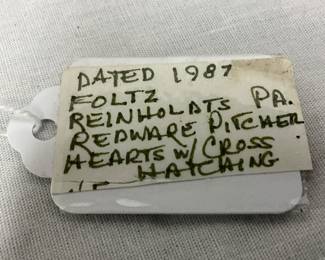 DATED 1987
FOLTZ
REINHOLDTS PA.
REDWARE PITCHER
HEARTS W/ CROSS
HATCHING